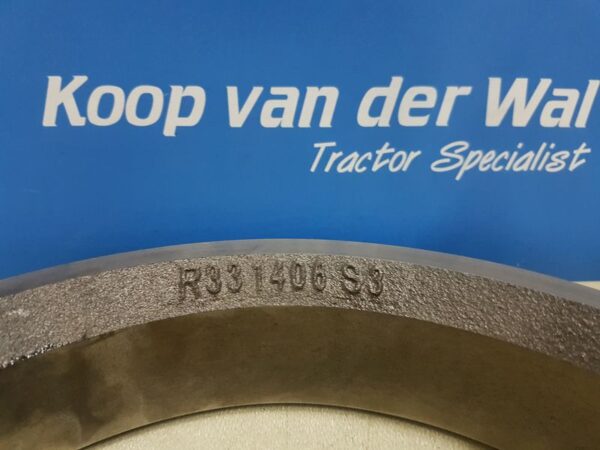 Koop van der Wal
Tractor Specialist
R331406 S3